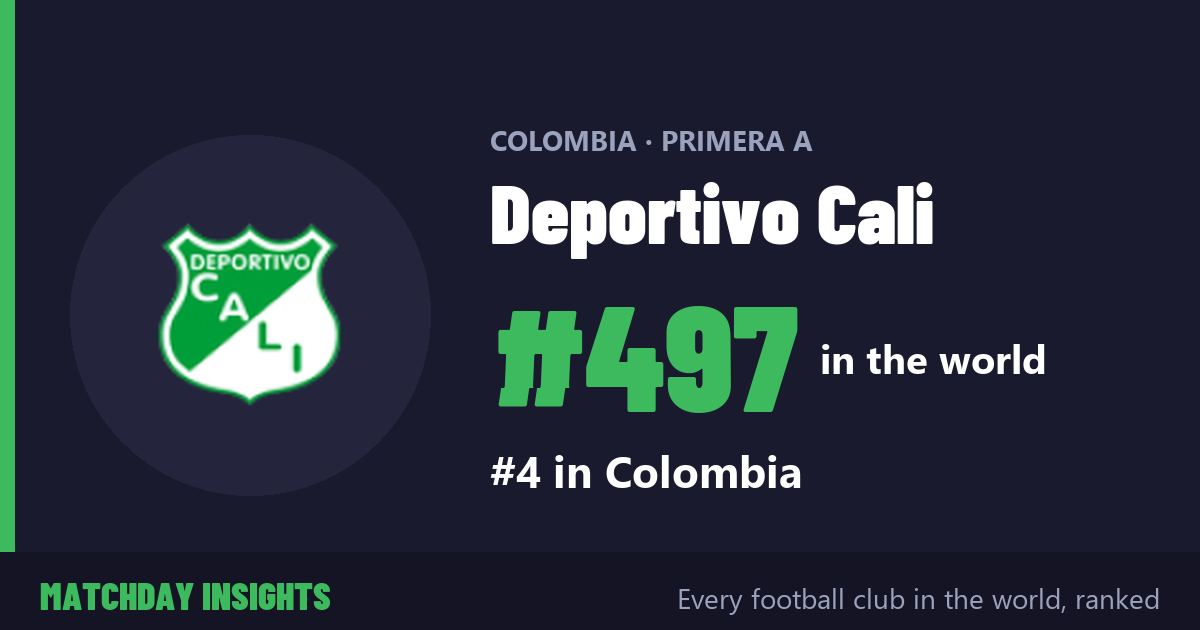 COLOMBIA · PRIMERA A
Deportivo Cali
DEPORTIVO
CALI
#497 in the world
#4 in Colombia
MATCHDAY INSIGHTS
Every football club in the world, ranked